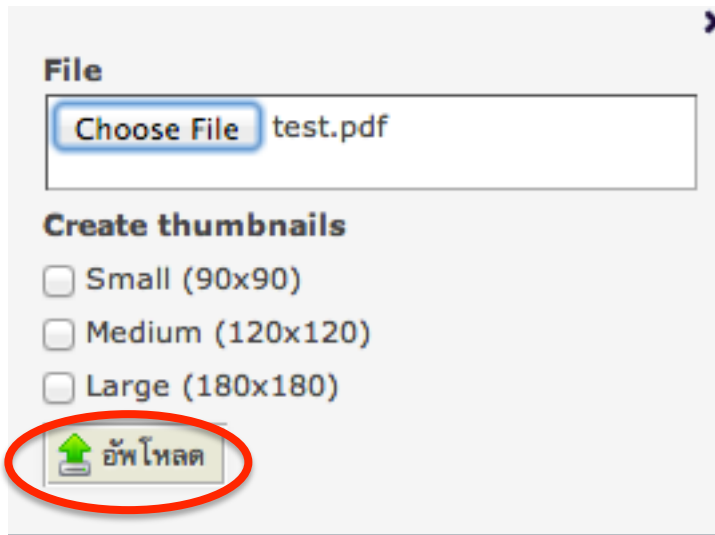 File
Choose File test.pdf
Create thumbnails
Small (90x90)
Medium (120x120)
Large (180x180)
อัพโหลด